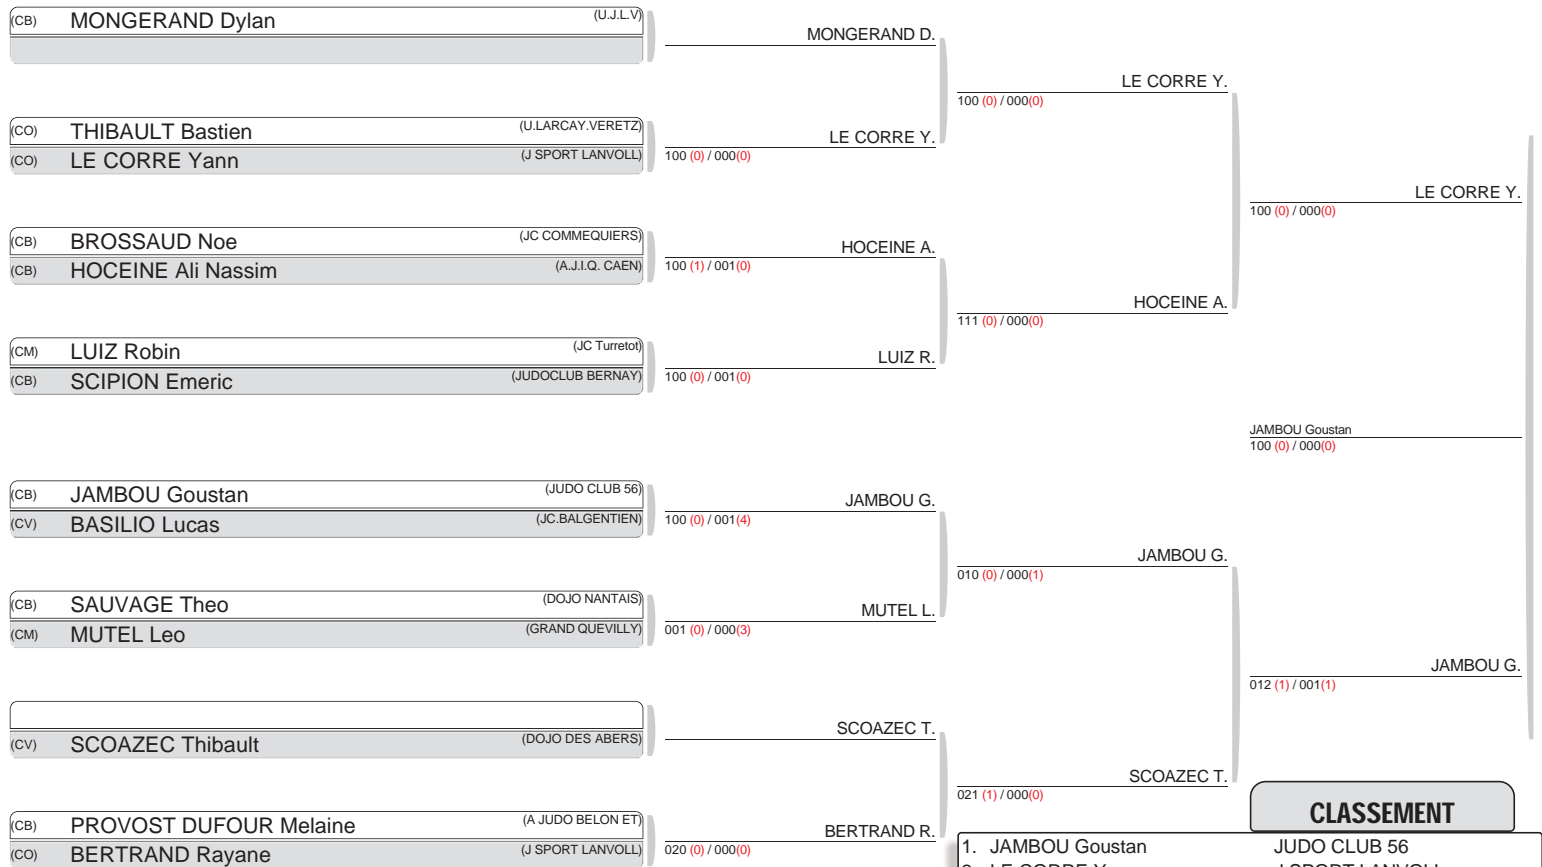 (CB) MONGERAND Dylan (U.J.L.V)
(CO) THIBAULT Bastien (U.LARCAY.VERETZ)
(CO) LE CORRE Yann (J SPORT LANVOLL)
(CB) BROSSAUD Noe (JC COMMEQUIERS)
(CB) HOCEINE Ali Nassim (A.J.I.Q. CAEN)
(CM) LUIZ Robin (JC Turretot)
(CB) SCIPION Emeric (JUDOCLUB BERNAY)
(CB) JAMBOU Goustan (JUDO CLUB 56)
(CV) BASILIO Lucas (JC.BALGENTIEN)
(CB) SAUVAGE Theo (DOJO NANTAIS)
(CM) MUTEL Leo (GRAND QUEVILLY)
(CV) SCOAZEC Thibault (DOJO DES ABERS)
(CB) PROVOST DUFOUR Melaine (A JUDO BELON ET)
(CO) BERTRAND Rayane (J SPORT LANVOLL)
MONGERAND D.
LE CORRE Y.
100 (0) / 000(0)
HOCEINE A.
100 (1) / 001(0)
LUIZ R.
100 (0) / 001(0)
JAMBOU G.
100 (0) / 001(4)
MUTEL L.
001 (0) / 000(3)
SCOAZEC T.
BERTRAND R.
020 (0) / 000(0)
LE CORRE Y.
100 (0) / 000(0)
HOCEINE A.
111 (0) / 000(0)
JAMBOU G.
010 (0) / 000(1)
SCOAZEC T.
021 (1) / 000(0)
LE CORRE Y.
100 (0) / 000(0)
JAMBOU Goustan
100 (0) / 000(0)
JAMBOU G.
012 (1) / 001(1)
CLASSEMENT
1. JAMBOU Goustan JUDO CLUB 56
2. LE CORRE Y J SPORT LANVOLL